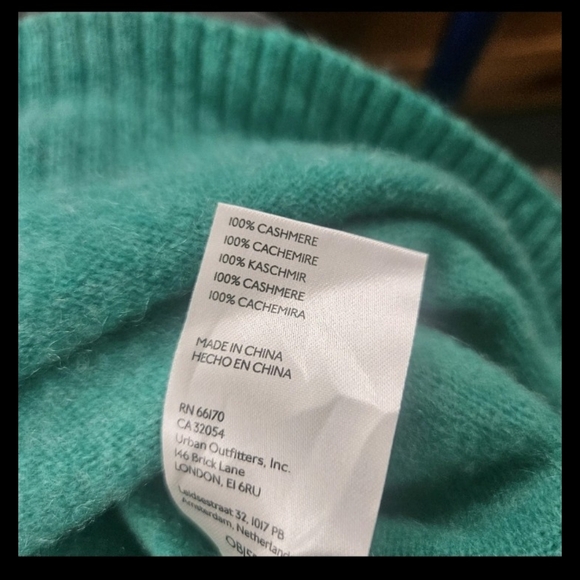 100% CASHMERE
100% CACHEMIRE
100% KASCHMIR
100% CASHMERE
100% CACHEMIRA
MADE IN CHINA
HECHO EN CHINA
RN 66170
CA 32054
Urban Outfitters, Inc.
146 Brick Lane
LONDON, E1 6RU
Leidsestraat 32, 1017 PB
Amsterdam, Netherland